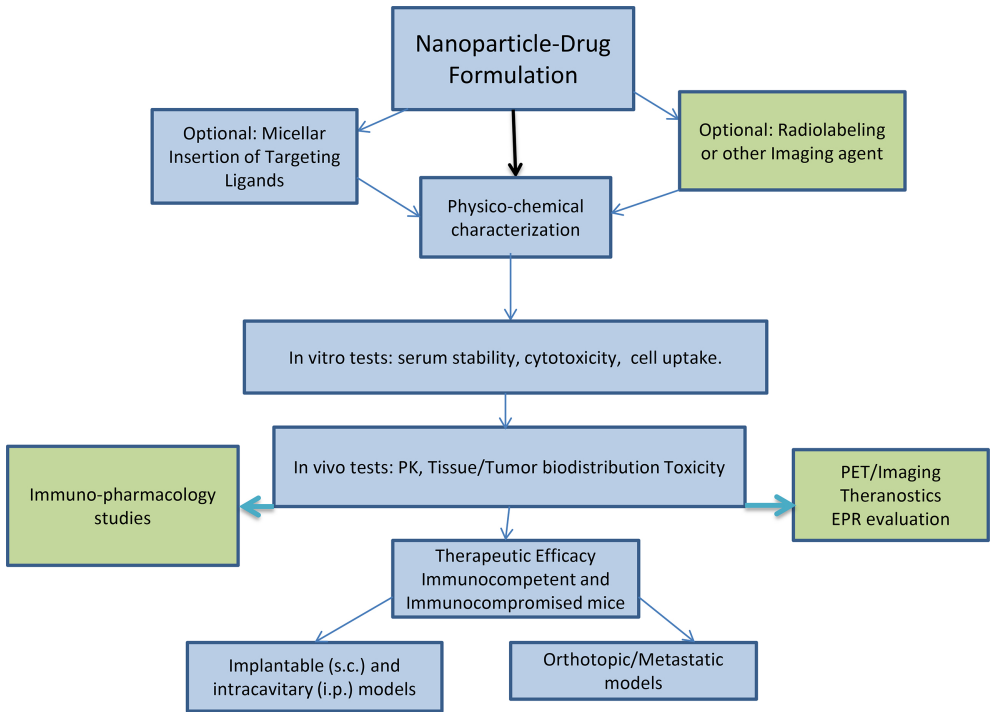 Nanoparticle-Drug
Formulation
Optional: Micellar
Insertion of Targeting
Ligands
Optional: Radiolabeling
or other Imaging agent
Physico-chemical
characterization
In vitro tests: serum stability, cytotoxicity,  cell uptake.
In vivo tests: PK, Tissue/Tumor biodistribution Toxicity
Immuno-pharmacology
studies
PET/Imaging
Theranostics
EPR evaluation
Therapeutic Efficacy
Immunocompetent and
Immunocompromised mice
Implantable (s.c.) and
intracavitary (i.p.) models
Orthotopic/Metastatic
models